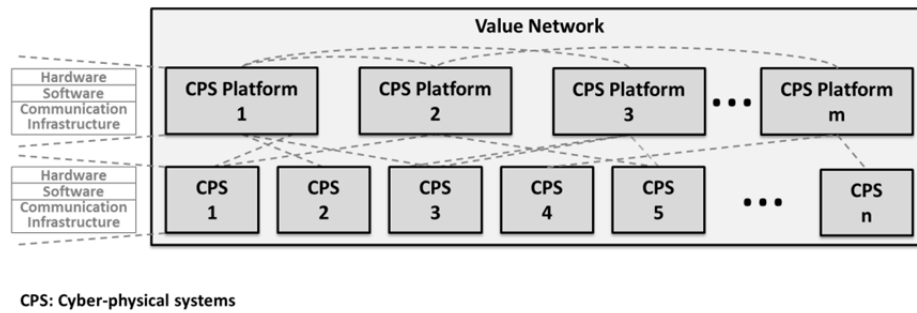 Value Network
Hardware
Software
Communication
Infrastructure
CPS Platform
1
CPS Platform
2
CPS Platform
3
...
CPS Platform
m
Hardware
Software
Communication
Infrastructure
CPS
1
CPS
2
CPS
3
CPS
4
CPS
5
...
CPS
n
CPS: Cyber-physical systems